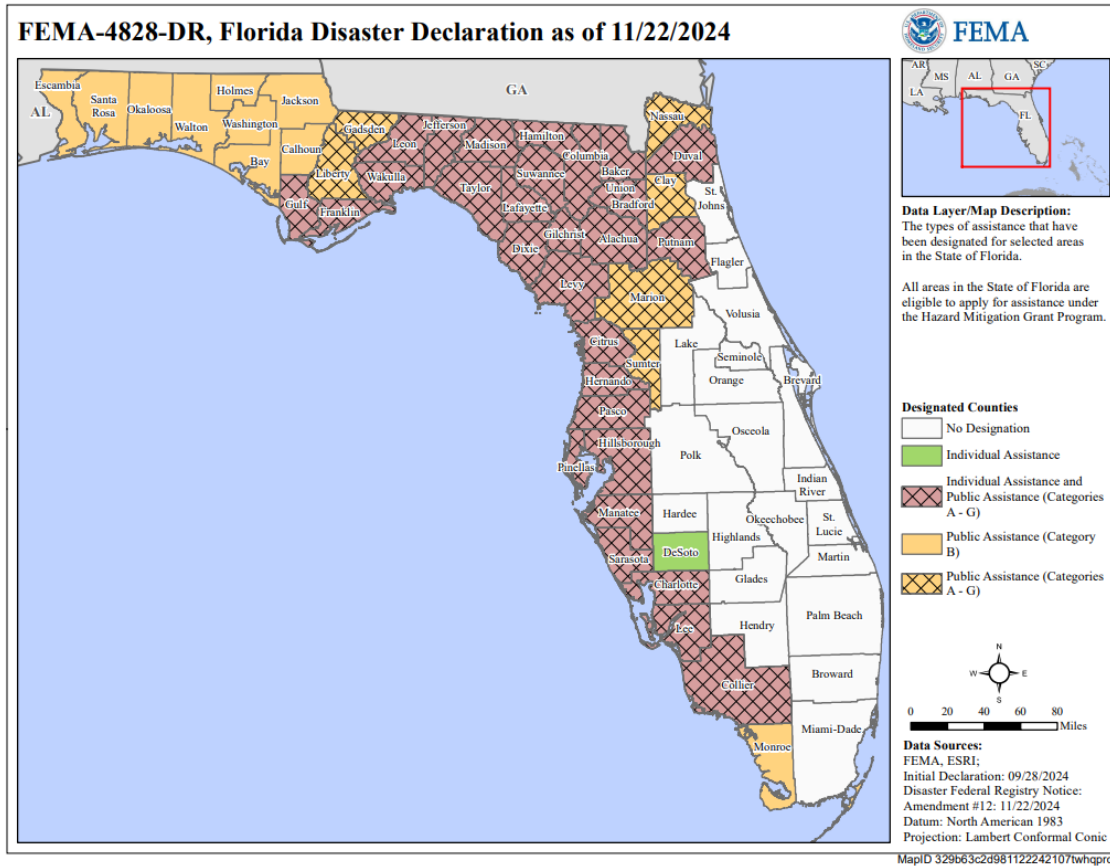 FEMA-4828-DR, Florida Disaster Declaration as of 11/22/2024
FEMA
AL
GA
Escambia
Santa
Rosa
Okaloosa
Walton
Holmes
Washington
Jackson
Bay
Calhoun
Gulf
Gadsden
Liberty
Franklin
Leon
Wakulla
Jefferson
Madison
Taylor
Hamilton
Suwannee
Lafayette
Dixie
Columbia
Gilchrist
Baker
Union
Bradford
Alachua
Levy
Nassau
Duval
Clay
St.
Johns
Putnam
Flagler
Marion
Volusia
Citrus
Sumter
Lake
Seminole
Orange
Brevard
Hernando
Pasco
Hillsborough
Pinellas
Polk
Osceola
Indian
River
Manatee
Hardee
Highlands
Okeechobee
St.
Lucie
Sarasota
DeSoto
Martin
Charlotte
Glades
Lee
Hendry
Palm Beach
Collier
Broward
Monroe
Miami-Dade
AR
MS
AL
GA
SC
LA
FL
Data Layer/Map Description:
The types of assistance that have
been designated for selected areas
in the State of Florida.
All areas in the State of Florida are
eligible to apply for assistance under
the Hazard Mitigation Grant Program.
Designated Counties
No Designation
Individual Assistance
Individual Assistance and
Public Assistance (Categories
A - G)
Public Assistance (Category
B)
Public Assistance (Categories
A - G)
N
W
E
S
0 20 40 60 80
Miles
Data Sources:
FEMA, ESRI;
Initial Declaration: 09/28/2024
Disaster Federal Registry Notice:
Amendment #12: 11/22/2024
Datum: North American 1983
Projection: Lambert Conformal Conic
MapID 329b63c2d981122242107twhqpro